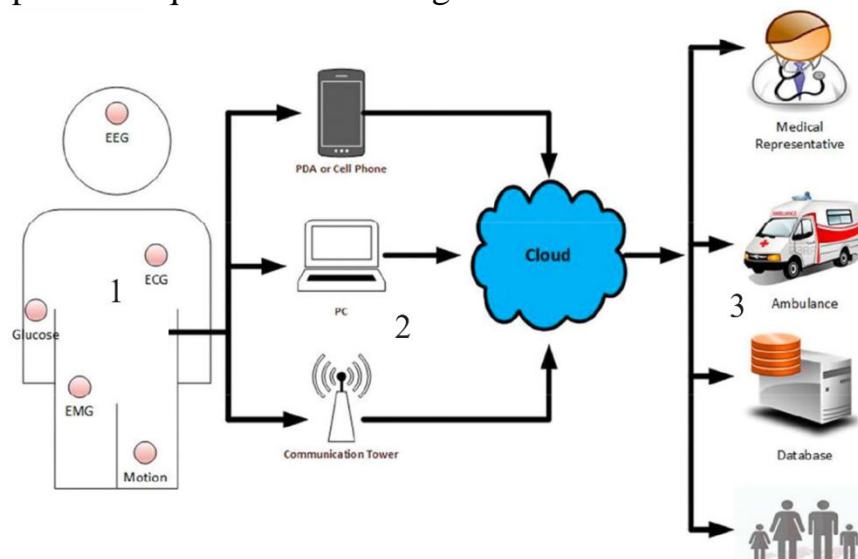 EEG
ECG
1
Glucose
EMG
Motion
PDA or Cell Phone
PC
2
Communication Tower
Cloud
Medical
Representative
AMBULANCE
3
Ambulance
Database